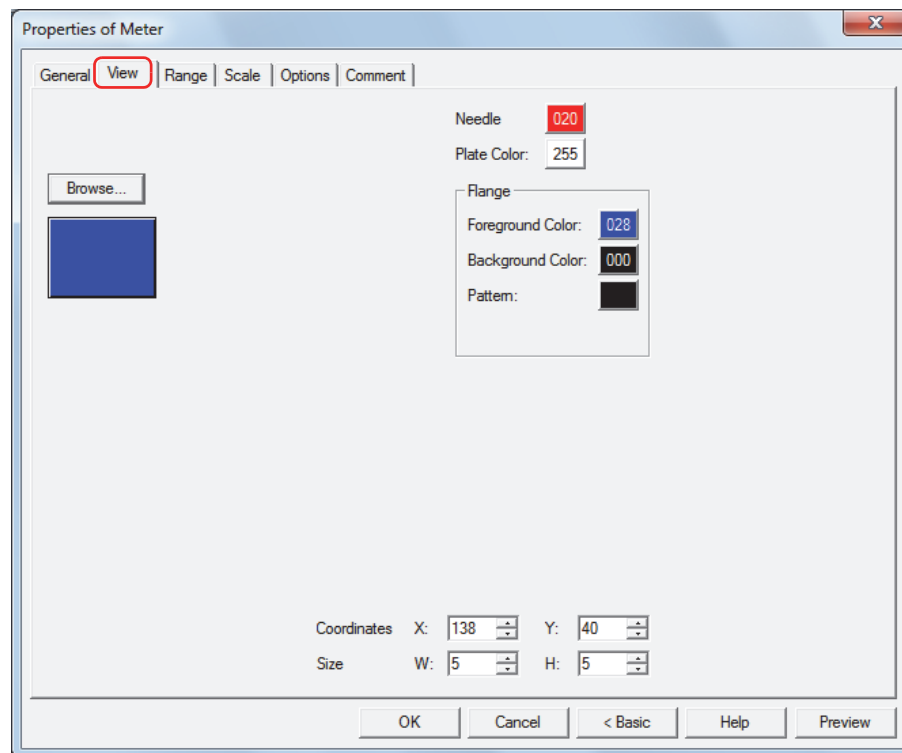 Properties of Meter
General View Range Scale Options Comment
Needle 020
Plate Color: 255
Browse...
Flange
Foreground Color: 028
Background Color: 000
Pattern:
Coordinates X: 138 Y: 40
Size W: 5 H: 5
OK Cancel < Basic Help Preview